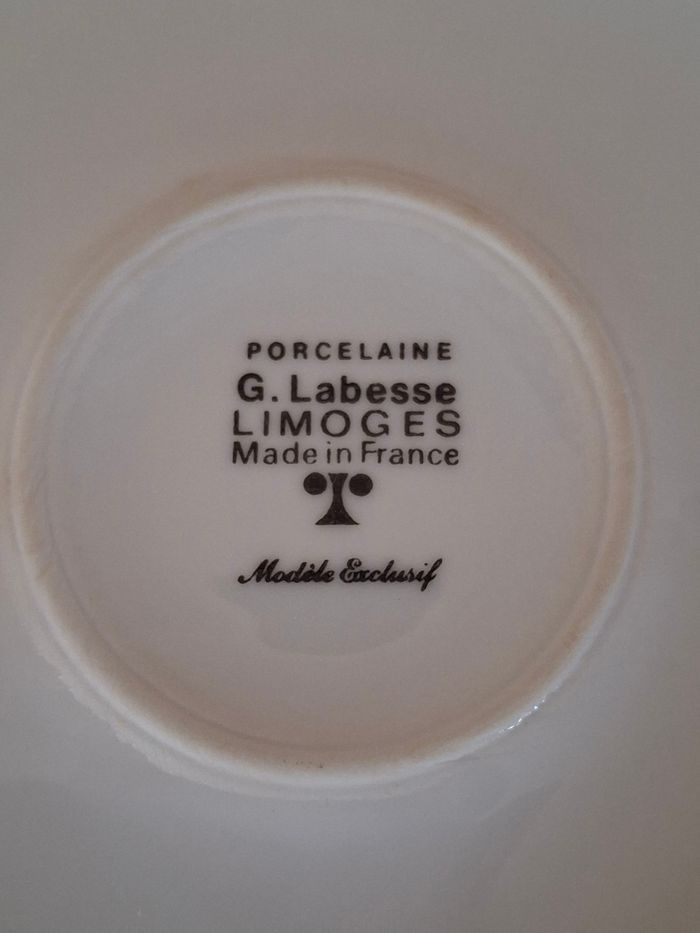 PORCELAINE
G. Labesse
LIMOGES
Made in France
Modèle Exclusif